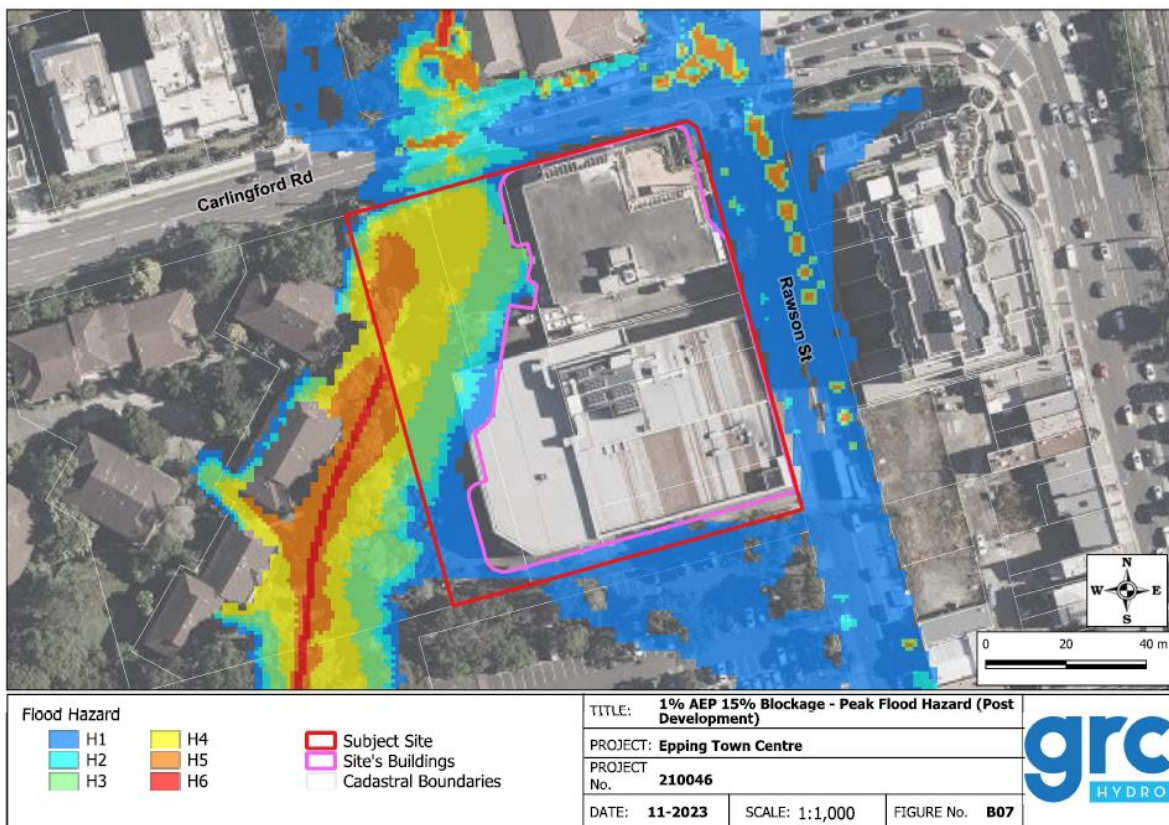 Carlingford Rd
Rawson St
N
W E
S
0 20 40 m
Flood Hazard
H1
H2
H3
H4
H5
H6
Subject Site
Site's Buildings
Cadastral Boundaries
TITLE: 1% AEP 15% Blockage - Peak Flood Hazard (Post
Development)
PROJECT: Epping Town Centre
PROJECT
No. 210046
DATE: 11-2023 SCALE: 1:1,000 FIGURE No. B07
grc
HYDRO